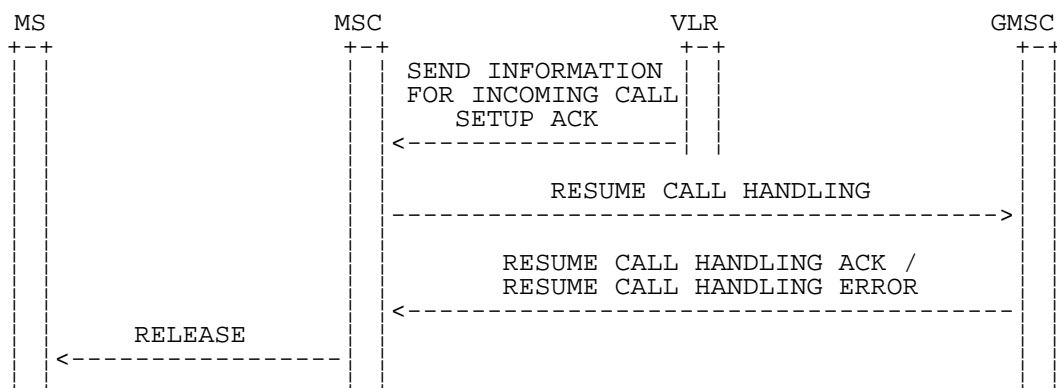 MS MSC VLR GMSC
SEND INFORMATION
FOR INCOMING CALL
SETUP ACK
RESUME CALL HANDLING
RESUME CALL HANDLING ACK /
RESUME CALL HANDLING ERROR
RELEASE